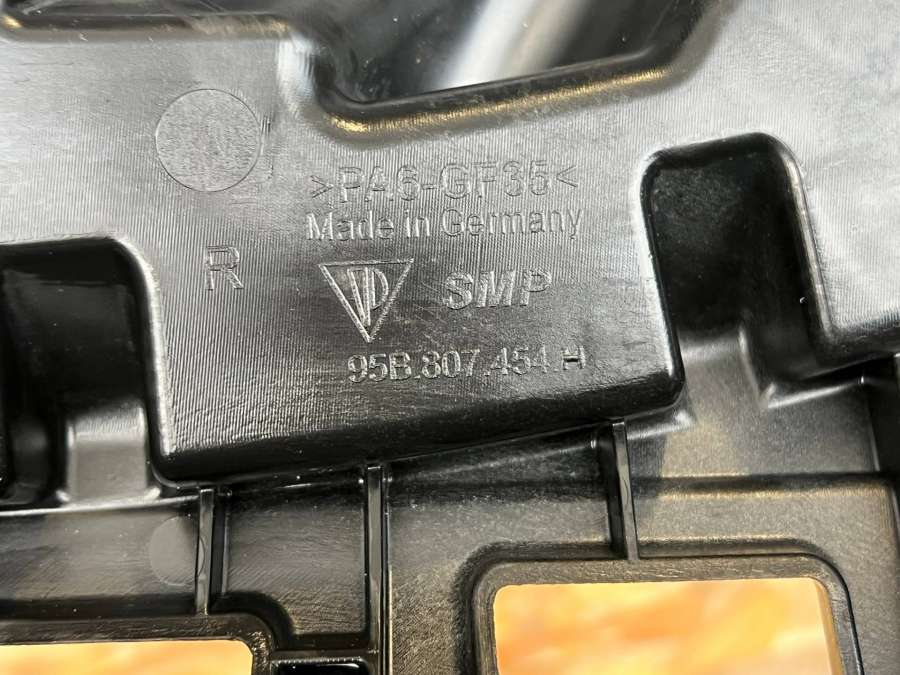 >PA6-GF35<
Made in Germany
R
SMP
95B.807.454 H